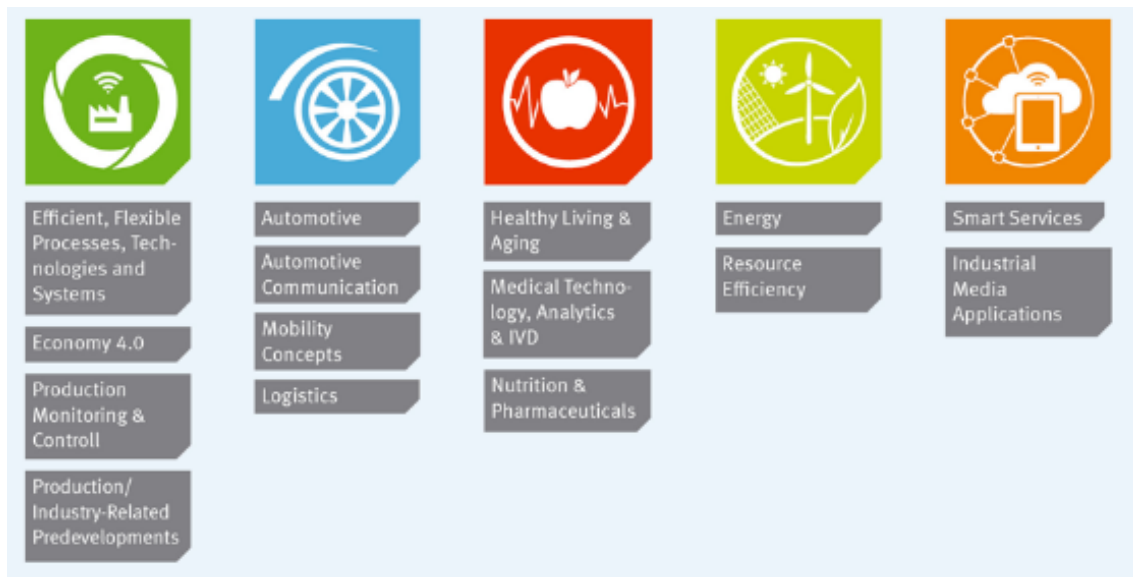 Efficient, Flexible
Processes, Tech-
nologies and
Systems
Economy 4.0
Production
Monitoring &
Controll
Production/
Industry-Related
Predevelopments
Automotive
Automotive
Communication
Mobility
Concepts
Logistics
Healthy Living &
Aging
Medical Techno-
logy, Analytics
& IVD
Nutrition &
Pharmaceuticals
Energy
Resource
Efficiency
Smart Services
Industrial
Media
Applications